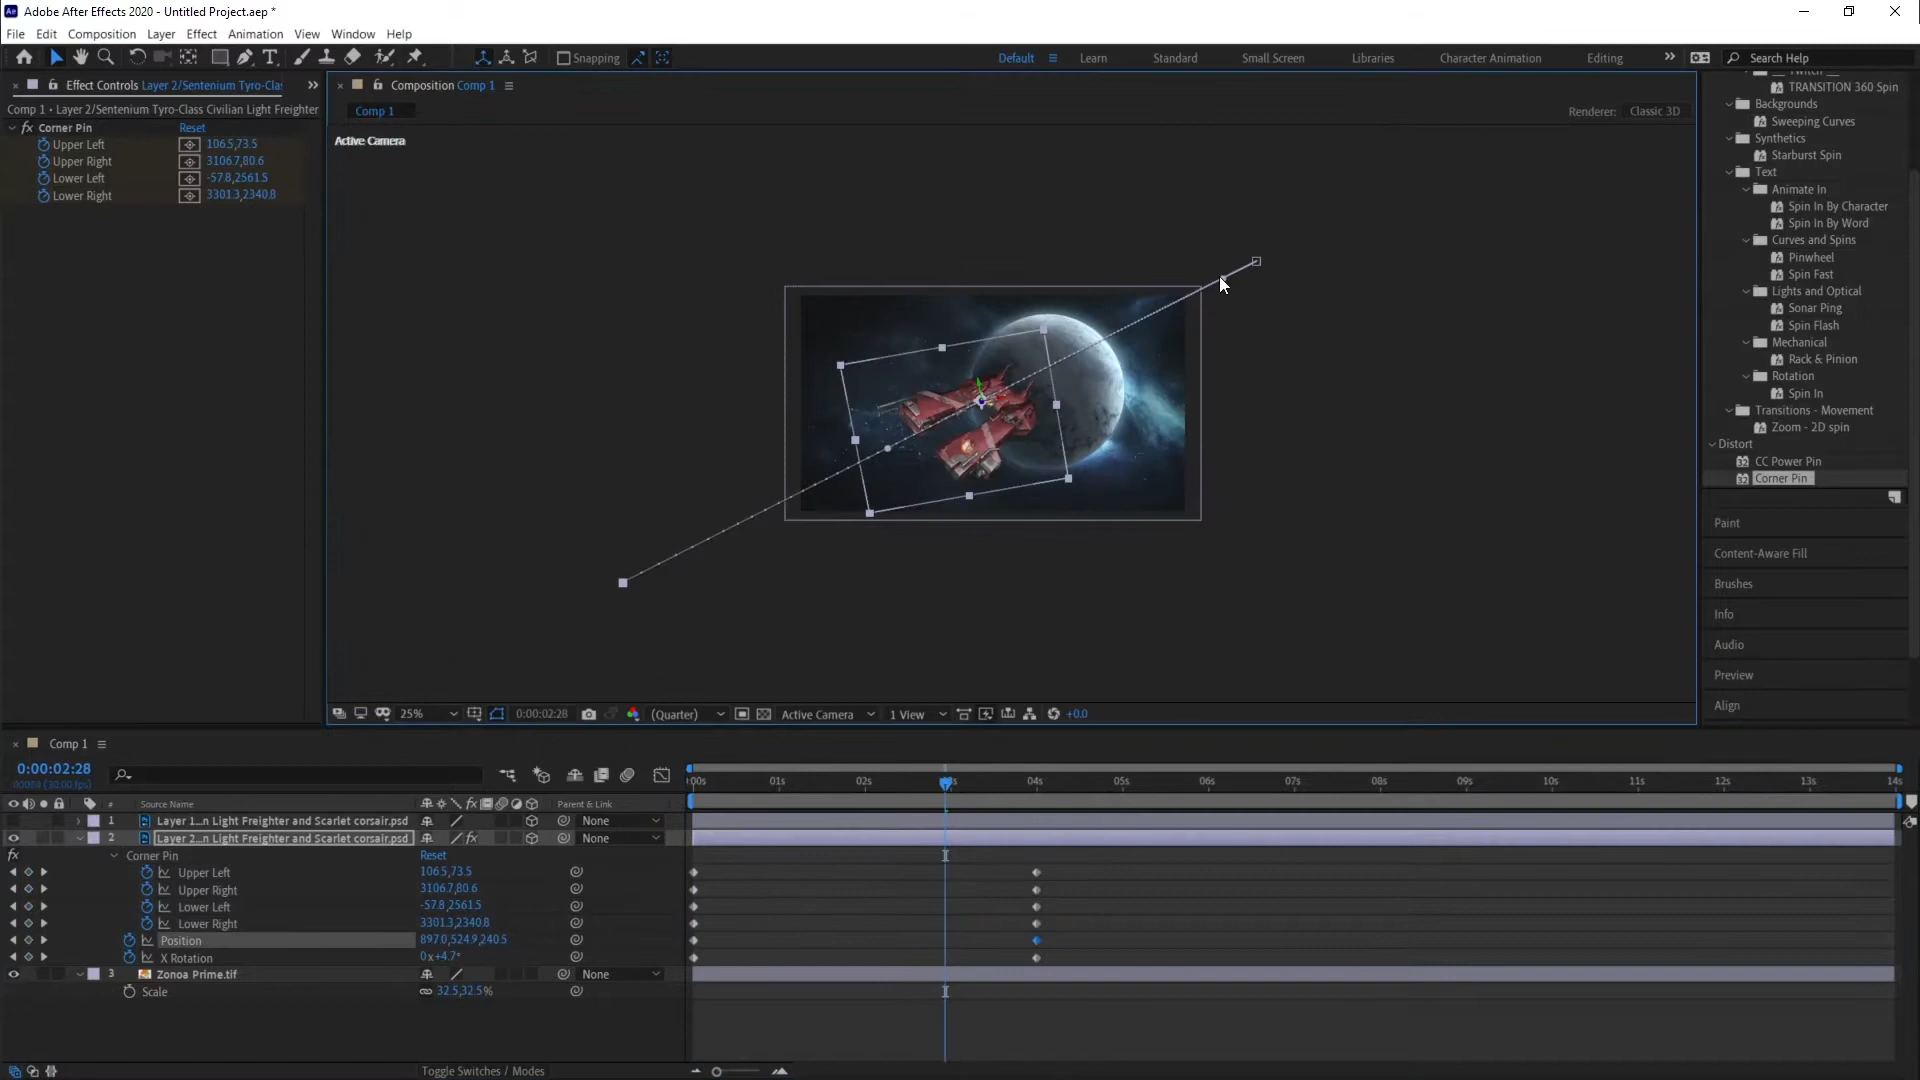 Adobe After Effects 2020 - Untitled Project.aep *
File Edit Composition Layer Effect Animation View Window Help
Snapping
Default Learn Standard Small Screen Libraries Character Animation Editing Search Help
Effect Controls Layer 2/Sentenium Tyro-Cla
Composition Comp 1
Comp 1 • Layer 2/Sentenium Tyro-Class Civilian Light Freighter
Comp 1
Renderer: Classic 3D
fx Corner Pin Reset
Upper Left 106.5,73.5
Upper Right 3106.7,80.6
Lower Left -57.8,2561.5
Lower Right 3301.3,2340.8
Active Camera
TRANSITION 360 Spin
Backgrounds
Sweeping Curves
Synthetics
Starburst Spin
Text
Animate In
Spin In By Character
Spin In By Word
Curves and Spins
Pinwheel
Spin Fast
Lights and Optical
Sonar Ping
Spin Flash
Mechanical
Rack & Pinion
Rotation
Spin In
Transitions - Movement
Zoom - 2D spin
Distort
CC Power Pin
Corner Pin
Paint
Content-Aware Fill
Brushes
Info
Audio
Preview
Align
25% 0:00:02:28 (Quarter) Active Camera 1 View +0.0
Comp 1
0:00:02:28
:00s 01s 02s 04s 05s 06s 07s 08s 09s 10s 11s 12s 13s 14s
# Source Name fx Parent & Link
1 Layer 1...n Light Freighter and Scarlet corsair.psd None
2 Layer 2...n Light Freighter and Scarlet corsair.psd fx None
fx Corner Pin Reset
Upper Left 106.5,73.5
Upper Right 3106.7,80.6
Lower Left -57.8,2561.5
Lower Right 3301.3,2340.8
Position 897.0,524.9,240.5
X Rotation 0x+4.7°
3 Zonoa Prime.tif None
Scale 32.5,32.5%
Toggle Switches / Modes